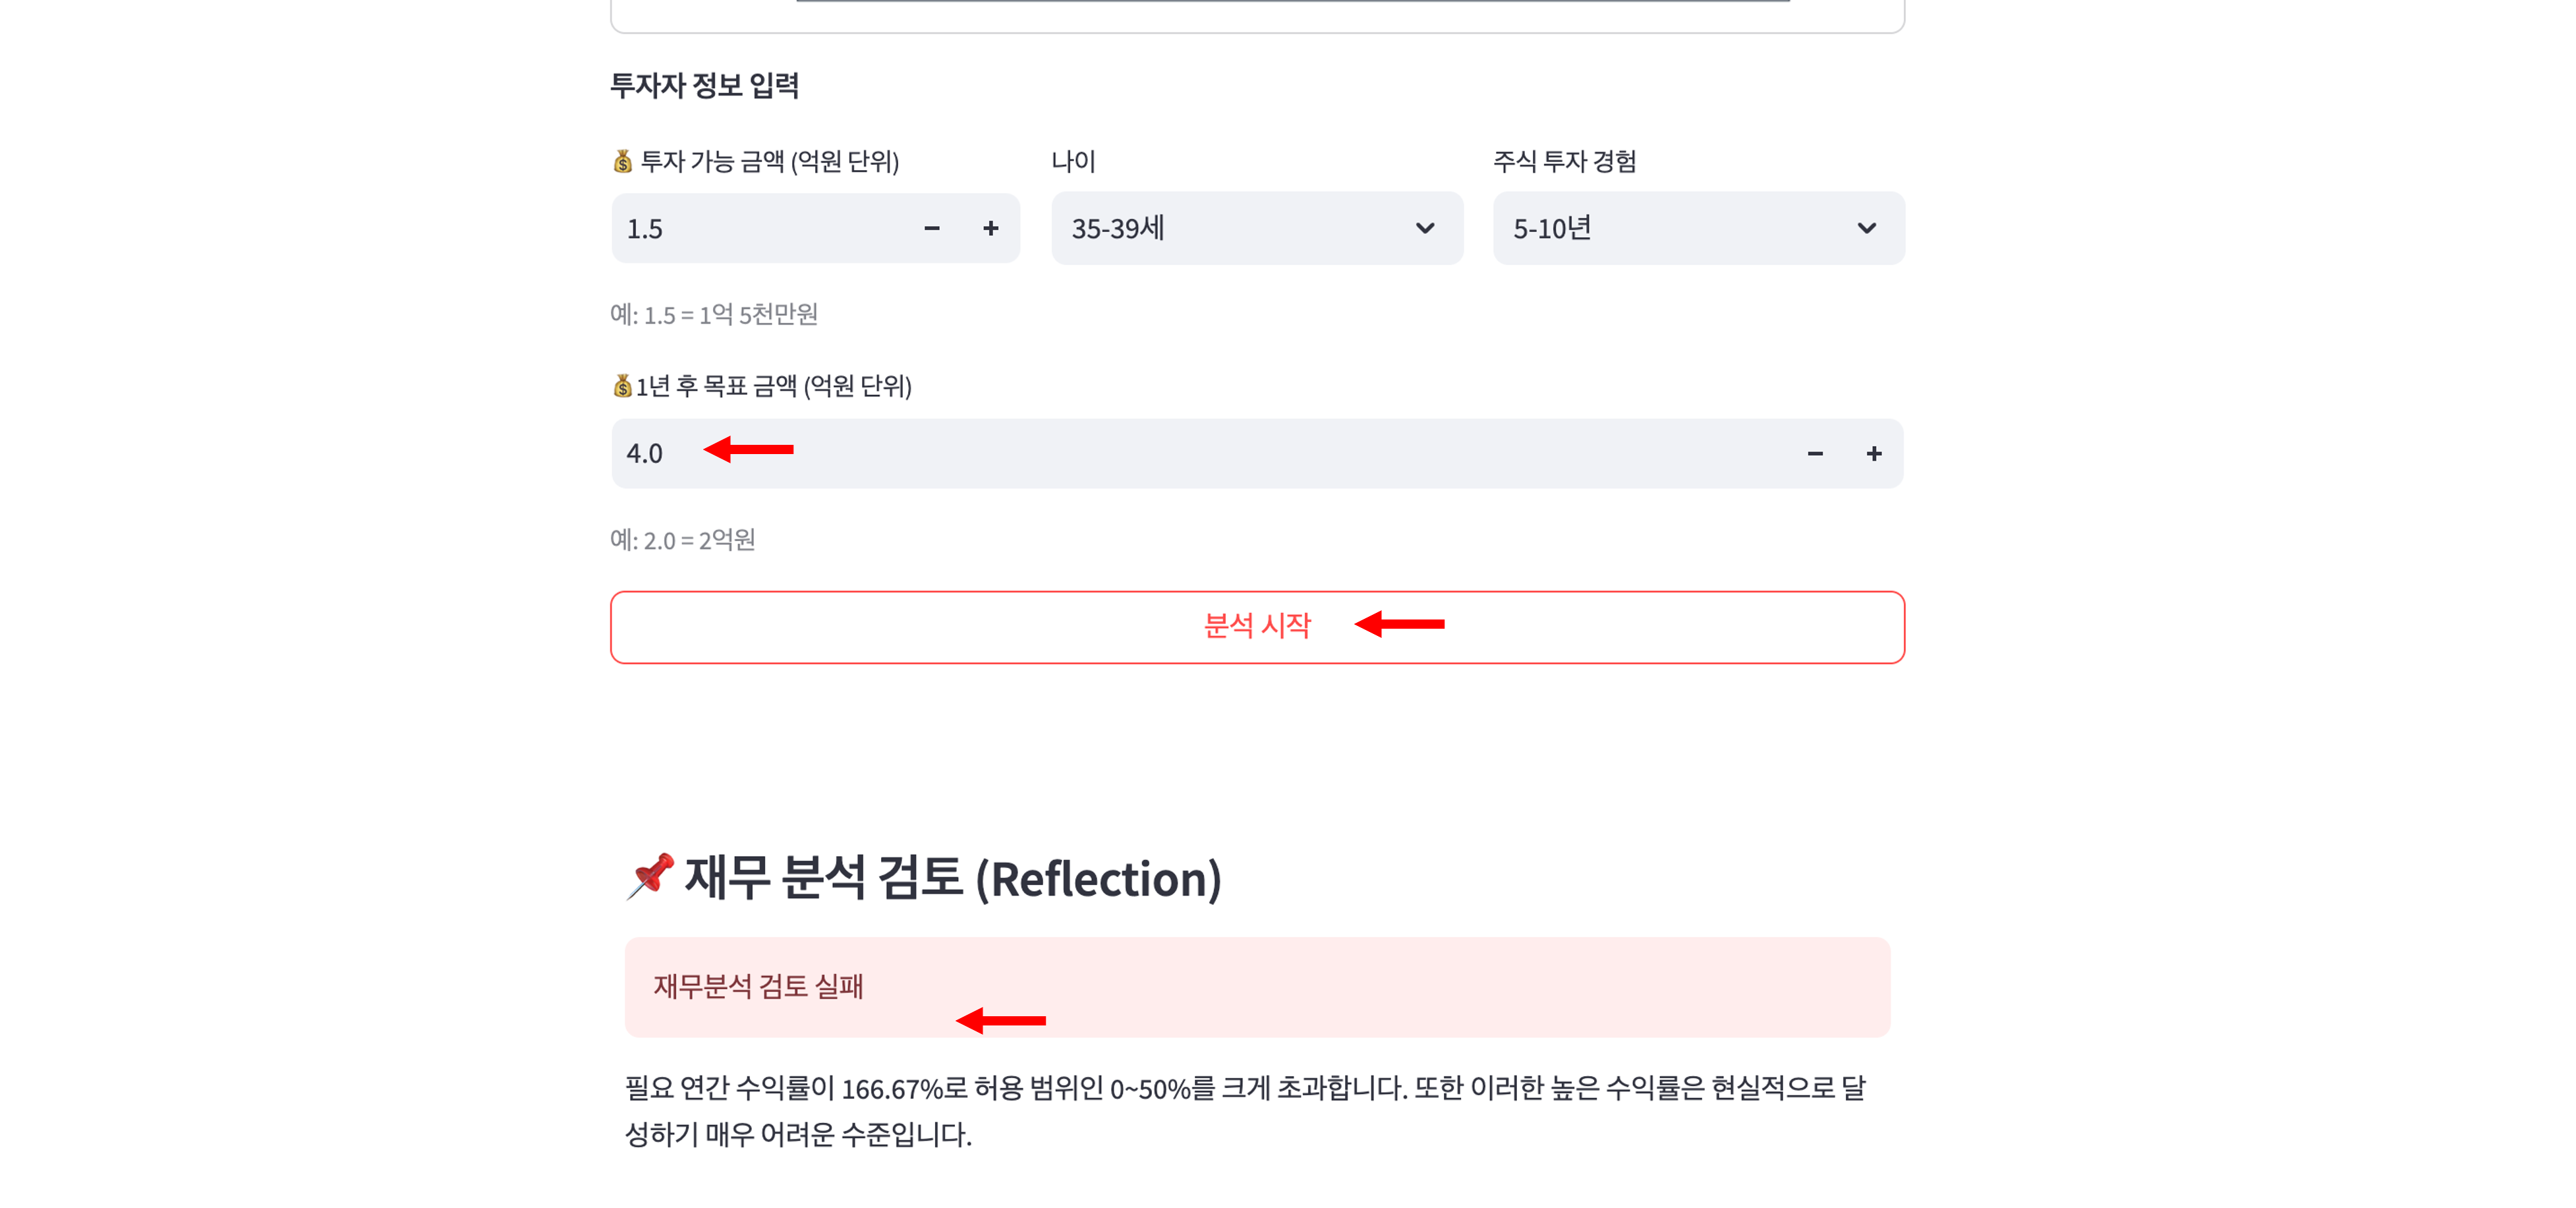 투자자 정보 입력
💰 투자 가능 금액 (억원 단위)
나이
주식 투자 경험
1.5
35-39세
5-10년
예: 1.5 = 1억 5천만원
💰1년 후 목표 금액 (억원 단위)
4.0
예: 2.0 = 2억원
분석 시작
📌 재무 분석 검토 (Reflection)
재무분석 검토 실패
필요 연간 수익률이 166.67%로 허용 범위인 0~50%를 크게 초과합니다. 또한 이러한 높은 수익률은 현실적으로 달
성하기 매우 어려운 수준입니다.